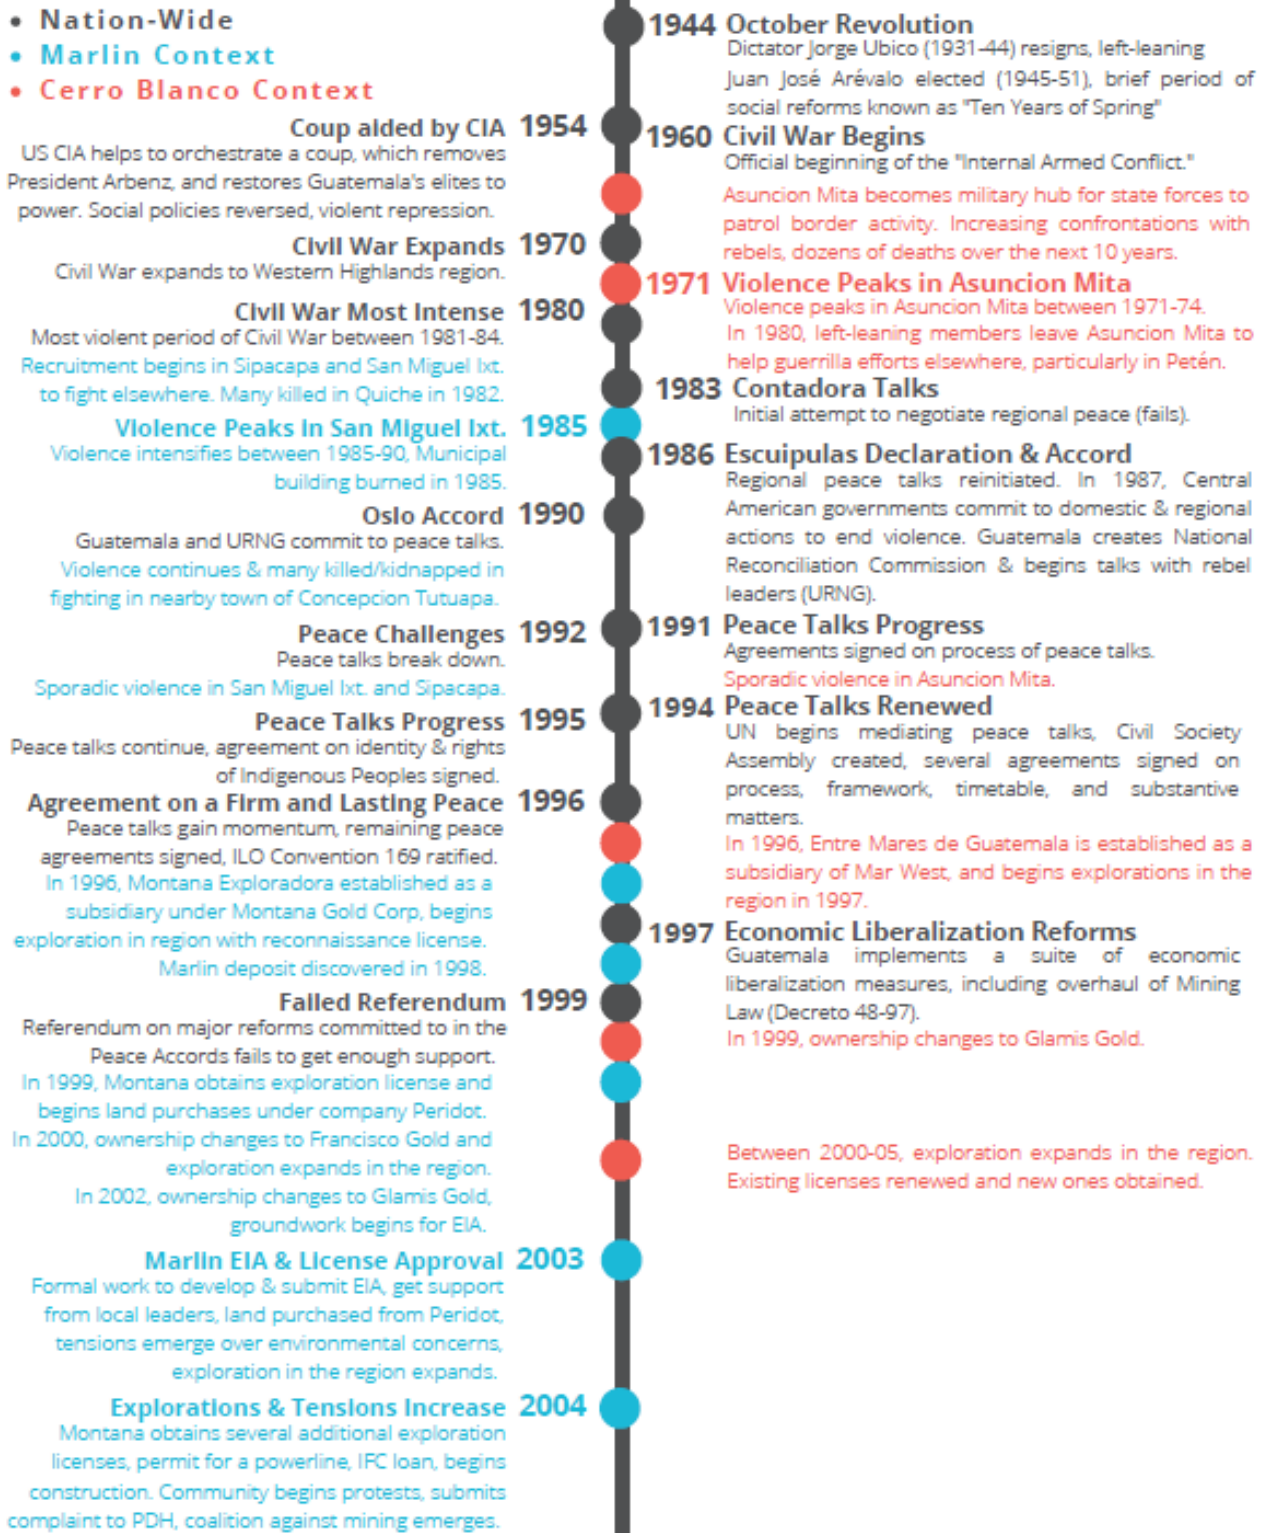 • Nation-Wide
• Marlin Context
• Cerro Blanco Context
1944 October Revolution
Dictator Jorge Ubico (1931-44) resigns, left-leaning
Juan José Arévalo elected (1945-51), brief period of
social reforms known as "Ten Years of Spring"
Coup aided by CIA 1954
US CIA helps to orchestrate a coup, which removes
President Arbenz, and restores Guatemala's elites to
power. Social policies reversed, violent repression.
1960 Civil War Begins
Official beginning of the "Internal Armed Conflict."
Asuncion Mita becomes military hub for state forces to
patrol border activity. Increasing confrontations with
rebels, dozens of deaths over the next 10 years.
Civil War Expands 1970
Civil War expands to Western Highlands region.
1971 Violence Peaks in Asuncion Mita
Violence peaks in Asuncion Mita between 1971-74.
In 1980, left-leaning members leave Asuncion Mita to
help guerrilla efforts elsewhere, particularly in Petén.
Civil War Most Intense 1980
Most violent period of Civil War between 1981-84.
Recruitment begins in Sipacapa and San Miguel Ixt.
to fight elsewhere. Many killed in Quiche in 1982.
1983 Contadora Talks
Initial attempt to negotiate regional peace (fails).
Violence Peaks in San Miguel Ixt. 1985
Violence intensifies between 1985-90, Municipal
building burned in 1985.
1986 Escuipulas Declaration & Accord
Regional peace talks reinitiated. In 1987, Central
American governments commit to domestic & regional
actions to end violence. Guatemala creates National
Reconciliation Commission & begins talks with rebel
leaders (URNG).
Oslo Accord 1990
Guatemala and URNG commit to peace talks.
Violence continues & many killed/kidnapped in
fighting in nearby town of Concepcion Tutuapa.
1991 Peace Talks Progress
Agreements signed on process of peace talks.
Sporadic violence in Asuncion Mita.
Peace Challenges 1992
Peace talks break down.
Sporadic violence in San Miguel Ixt. and Sipacapa.
1994 Peace Talks Renewed
UN begins mediating peace talks, Civil Society
Assembly created, several agreements signed on
process, framework, timetable, and substantive
matters.
In 1996, Entre Mares de Guatemala is established as a
subsidiary of Mar West, and begins explorations in the
region in 1997.
Peace Talks Progress 1995
Peace talks continue, agreement on identity & rights
of Indigenous Peoples signed.
Agreement on a Firm and Lasting Peace 1996
Peace talks gain momentum, remaining peace
agreements signed, ILO Convention 169 ratified.
In 1996, Montana Exploradora established as a
subsidiary under Montana Gold Corp, begins
exploration in region with reconnaissance license.
Marlin deposit discovered in 1998.
1997 Economic Liberalization Reforms
Guatemala implements a suite of economic
liberalization measures, including overhaul of Mining
Law (Decreto 48-97).
In 1999, ownership changes to Glamis Gold.
Failed Referendum 1999
Referendum on major reforms committed to in the
Peace Accords fails to get enough support.
In 1999, Montana obtains exploration license and
begins land purchases under company Peridot.
In 2000, ownership changes to Francisco Gold and
exploration expands in the region.
In 2002, ownership changes to Glamis Gold,
groundwork begins for EIA.
Between 2000-05, exploration expands in the region.
Existing licenses renewed and new ones obtained.
Marlin EIA & License Approval 2003
Formal work to develop & submit EIA, get support
from local leaders, land purchased from Peridot,
tensions emerge over environmental concerns,
exploration in the region expands.
Explorations & Tensions Increase 2004
Montana obtains several additional exploration
licenses, permit for a powerline, IFC loan, begins
construction. Community begins protests, submits
complaint to PDH, coalition against mining emerges.